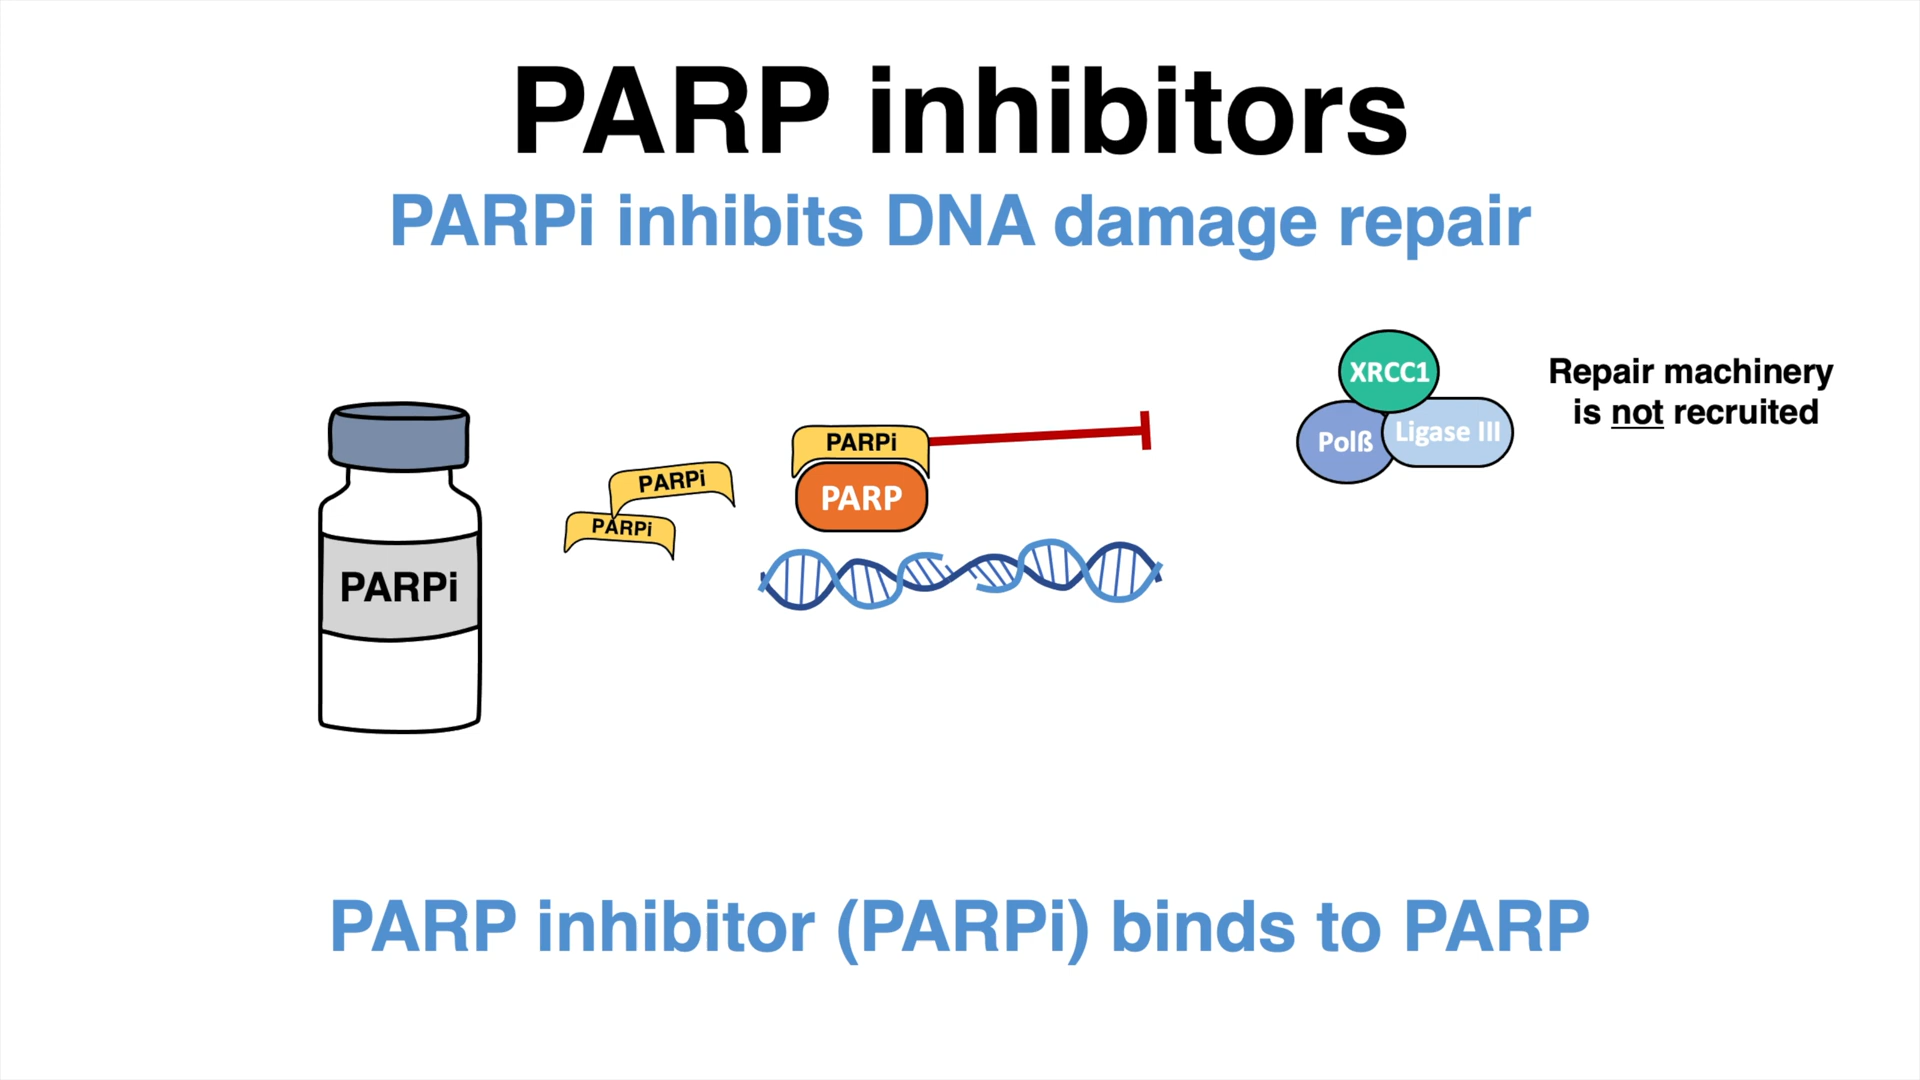 PARP inhibitors
PARPi inhibits DNA damage repair
PARPi
PARPi
PARPi
PARPi
PARP
XRCC1
Polß
Ligase III
Repair machinery
is not recruited
PARP inhibitor (PARPi) binds to PARP